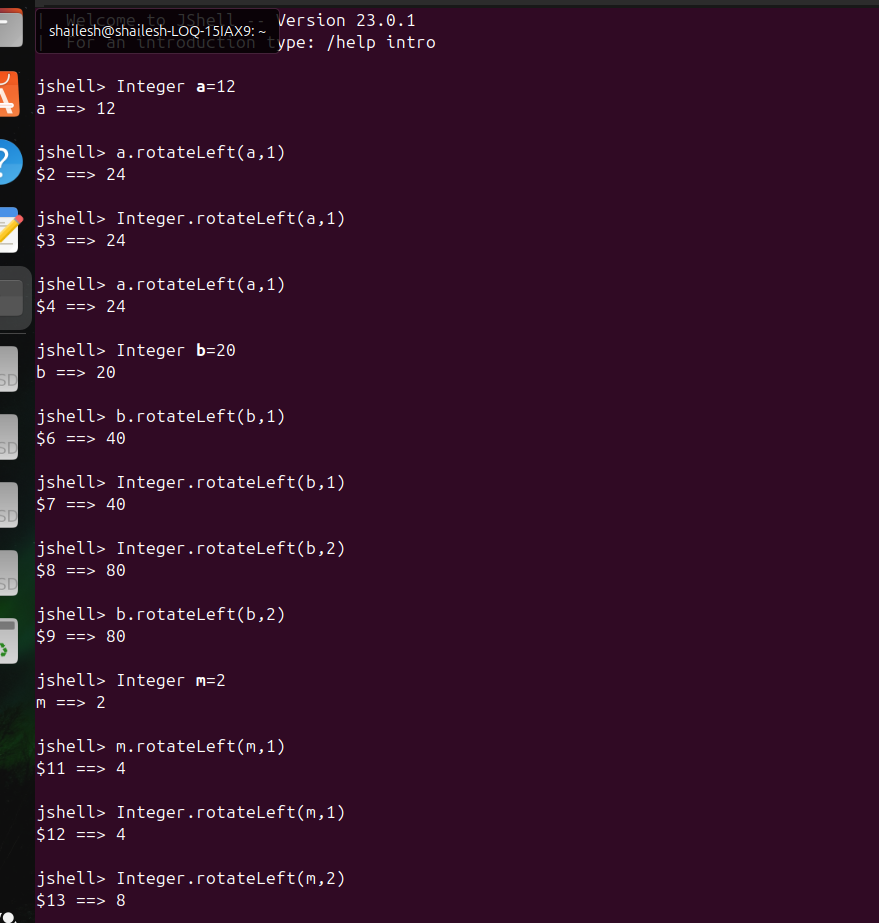 | Welcome to JShell -- Version 23.0.1
shailesh@shailesh-LOQ-15IAX9: ~
| For an introduction type: /help intro
jshell> Integer a=12
a ==> 12
jshell> a.rotateLeft(a,1)
$2 ==> 24
jshell> Integer.rotateLeft(a,1)
$3 ==> 24
jshell> a.rotateLeft(a,1)
$4 ==> 24
jshell> Integer b=20
b ==> 20
jshell> b.rotateLeft(b,1)
$6 ==> 40
jshell> Integer.rotateLeft(b,1)
$7 ==> 40
jshell> Integer.rotateLeft(b,2)
$8 ==> 80
jshell> b.rotateLeft(b,2)
$9 ==> 80
jshell> Integer m=2
m ==> 2
jshell> m.rotateLeft(m,1)
$11 ==> 4
jshell> Integer.rotateLeft(m,1)
$12 ==> 4
jshell> Integer.rotateLeft(m,2)
$13 ==> 8